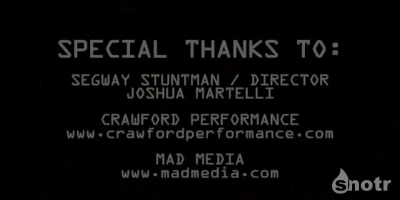 SPECIAL THANKS TO:
SEGWAY STUNTMAN / DIRECTOR
JOSHUA MARTELLI
CRAWFORD PERFORMANCE
www.crawfordperformance.com
MAD MEDIA
www.madmedia.com
snotr